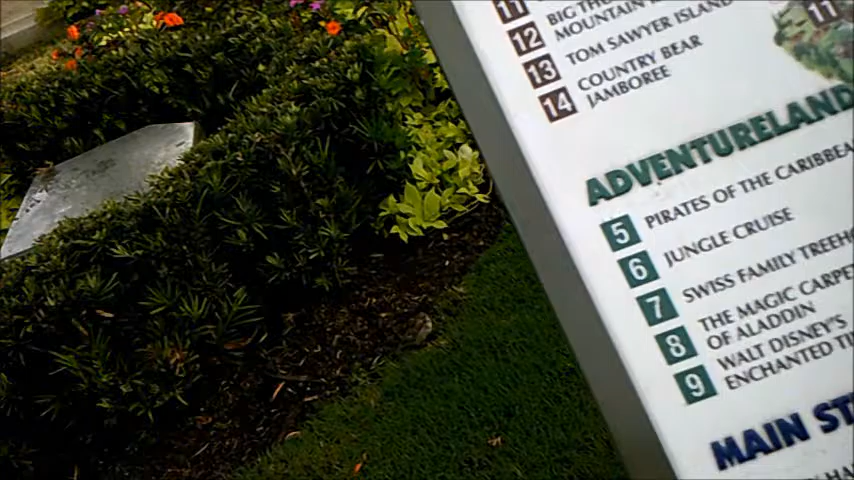 11 BIG THU
MOUNTAIN
12 TOM SAWYER ISLAND
13 COUNTRY BEAR
14 JAMBOREE
11
ADVENTURELAND
5 PIRATES OF THE CARIBBEA
6 JUNGLE CRUISE
7 SWISS FAMILY TREEH
8 THE MAGIC CARPE
OF ALADDIN
9 WALT DISNEY'S
ENCHANTED TI
MAIN ST